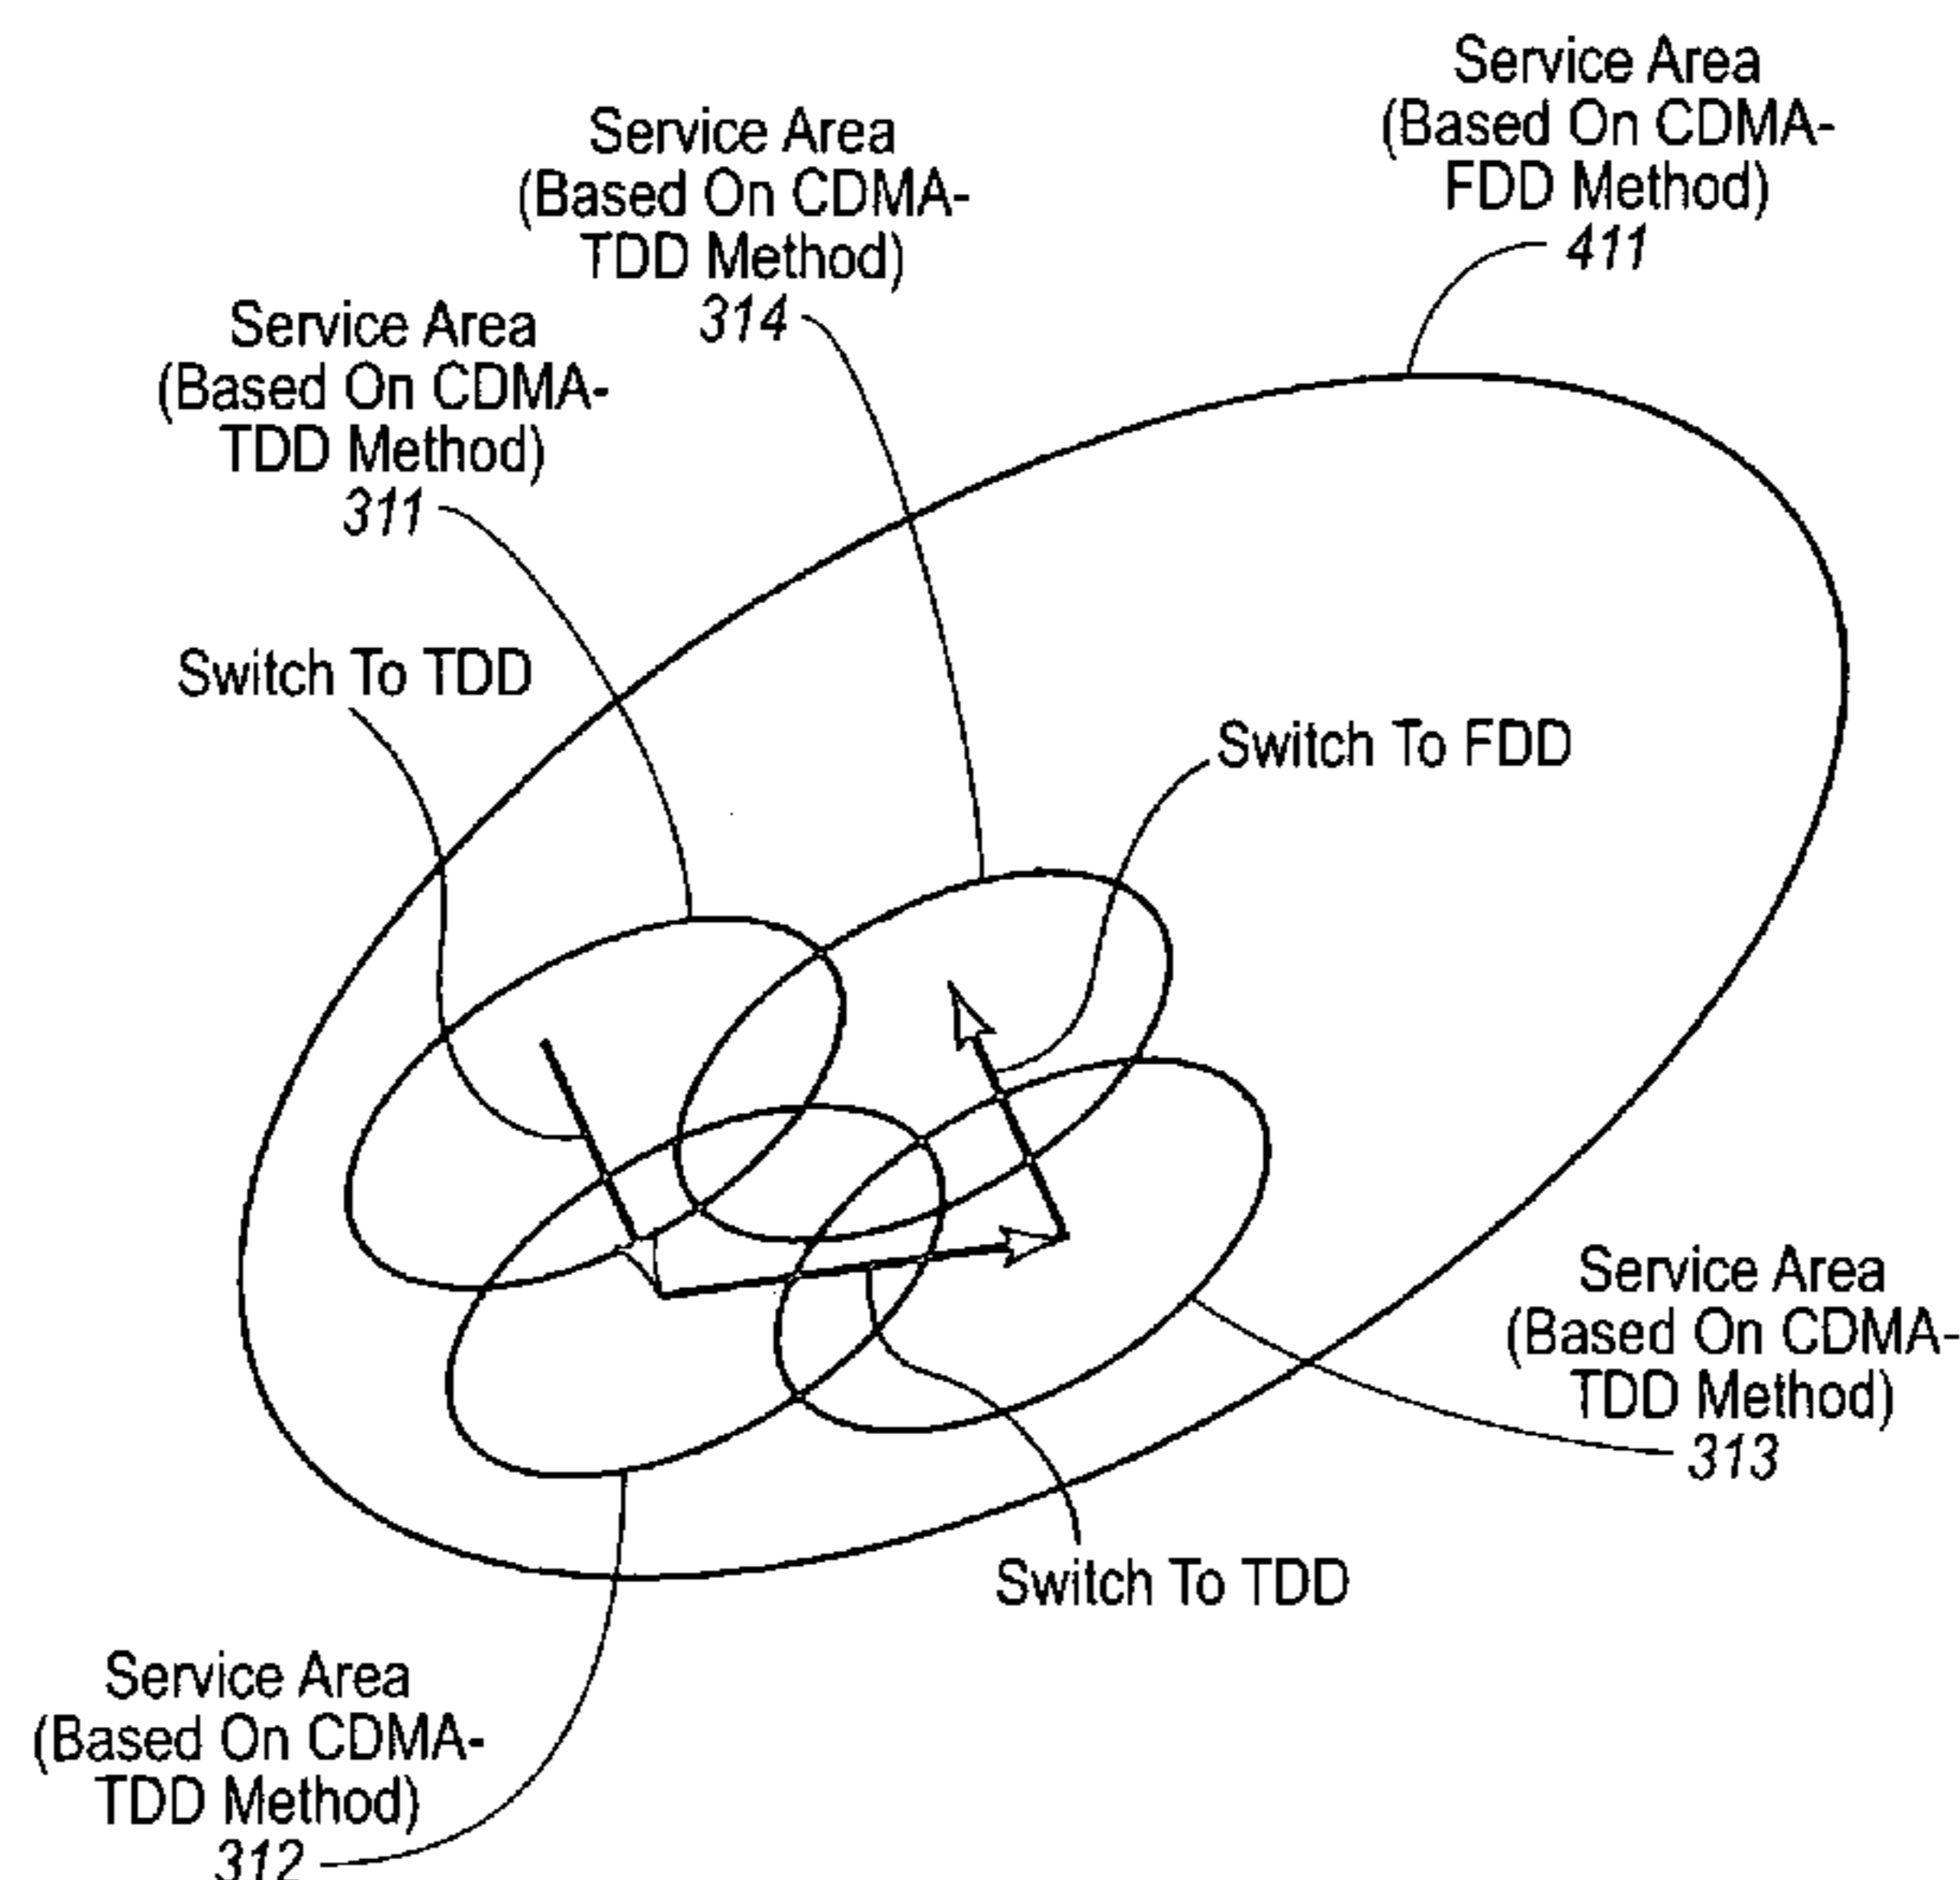 Service Area
(Based On CDMA-
FDD Method)
411
Service Area
(Based On CDMA-
TDD Method)
314
Service Area
(Based On CDMA-
TDD Method)
311
Switch To TDD
Switch To FDD
Service Area
(Based On CDMA-
TDD Method)
313
Switch To TDD
Service Area
(Based On CDMA-
TDD Method)
312